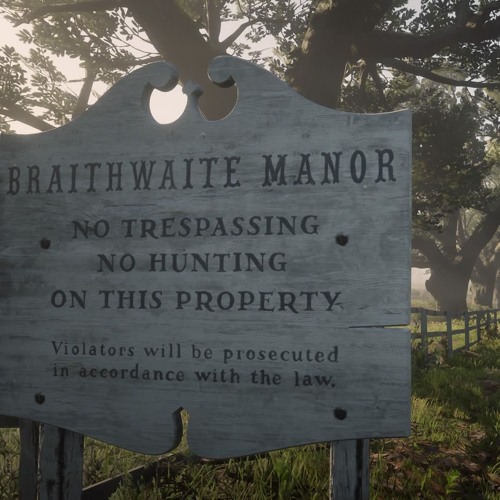 BRAITHWAITE MANOR
NO TRESPASSING
NO HUNTING
ON THIS PROPERTY
Violators will be prosecuted
in accordance with the law.